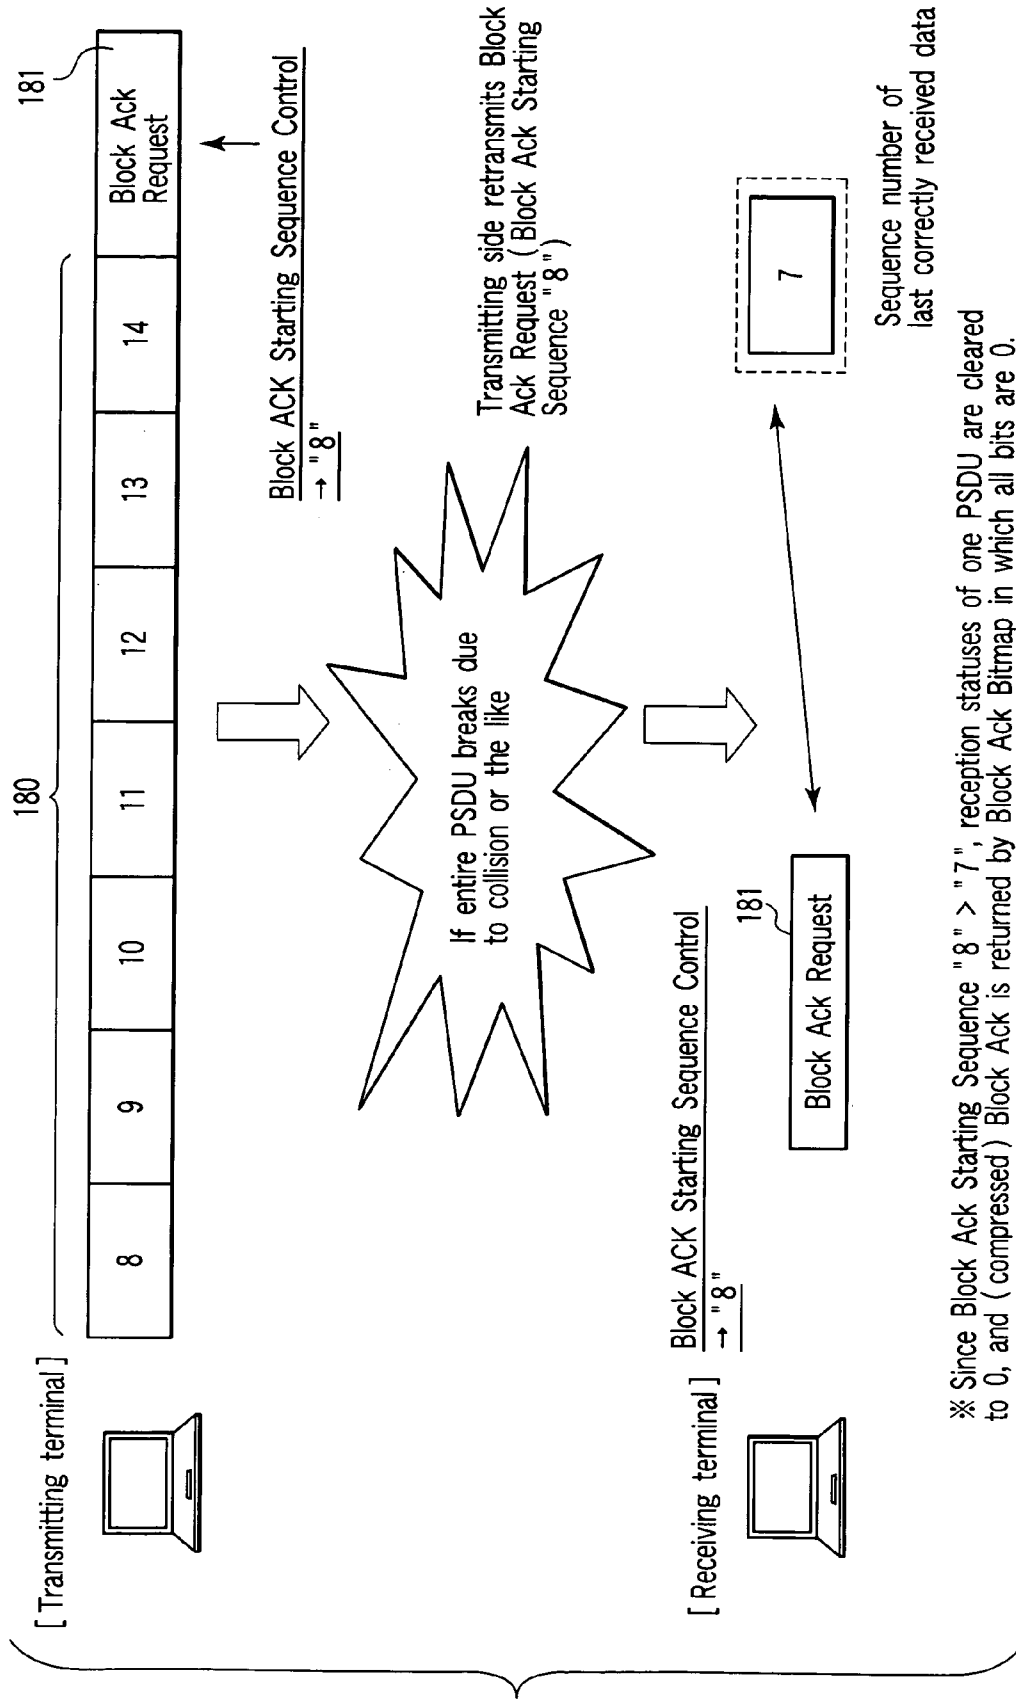 [Transmitting terminal]
180
181
8
9
10
11
12
13
14
Block Ack
Request
Block ACK Starting Sequence Control
→ "8"
If entire PSDU breaks due
to collision or the like
Transmitting side retransmits Block
Ack Request (Block Ack Starting
Sequence "8")
[Receiving terminal]
Block ACK Starting Sequence Control
→ "8"
181
Block Ack Request
7
Sequence number of
last correctly received data
※ Since Block Ack Starting Sequence "8" > "7", reception statuses of one PSDU are cleared
to 0, and (compressed) Block Ack is returned by Block Ack Bitmap in which all bits are 0.